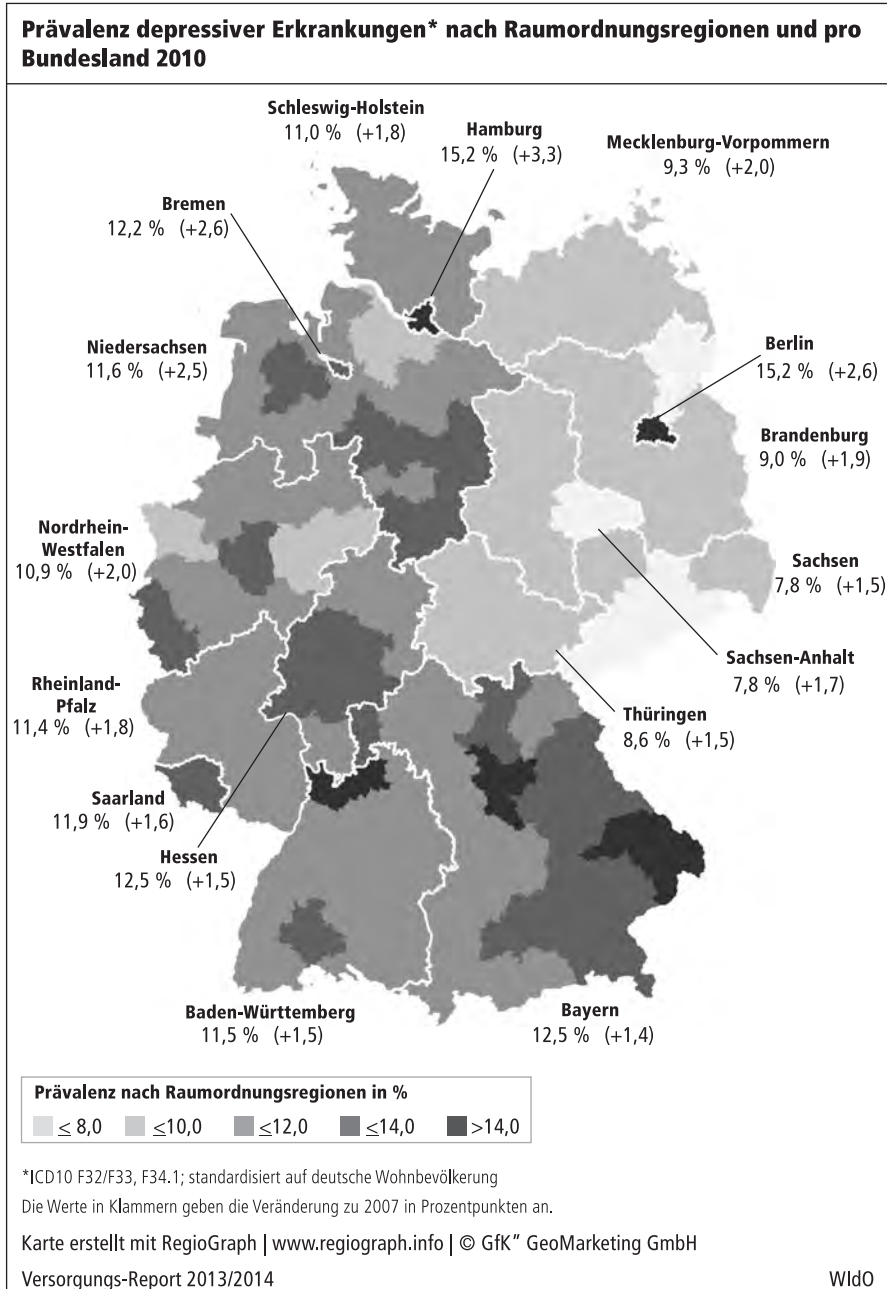 Prävalenz depressiver Erkrankungen* nach Raumordnungsregionen und pro
Bundesland 2010
Schleswig-Holstein
11,0 % (+1,8)
Hamburg
15,2 % (+3,3)
Mecklenburg-Vorpommern
9,3 % (+2,0)
Bremen
12,2 % (+2,6)
Niedersachsen
11,6 % (+2,5)
Berlin
15,2 % (+2,6)
Brandenburg
9,0 % (+1,9)
Nordrhein-
Westfalen
10,9 % (+2,0)
Sachsen
7,8 % (+1,5)
Sachsen-Anhalt
7,8 % (+1,7)
Rheinland-
Pfalz
11,4 % (+1,8)
Thüringen
8,6 % (+1,5)
Saarland
11,9 % (+1,6)
Hessen
12,5 % (+1,5)
Baden-Württemberg
11,5 % (+1,5)
Bayern
12,5 % (+1,4)
Prävalenz nach Raumordnungsregionen in %
≤ 8,0 ≤10,0 ≤12,0 ≤14,0 >14,0
*ICD10 F32/F33, F34.1; standardisiert auf deutsche Wohnbevölkerung
Die Werte in Klammern geben die Veränderung zu 2007 in Prozentpunkten an.
Karte erstellt mit RegioGraph | www.regiograph.info | © GfK" GeoMarketing GmbH
Versorgungs-Report 2013/2014 WIdO